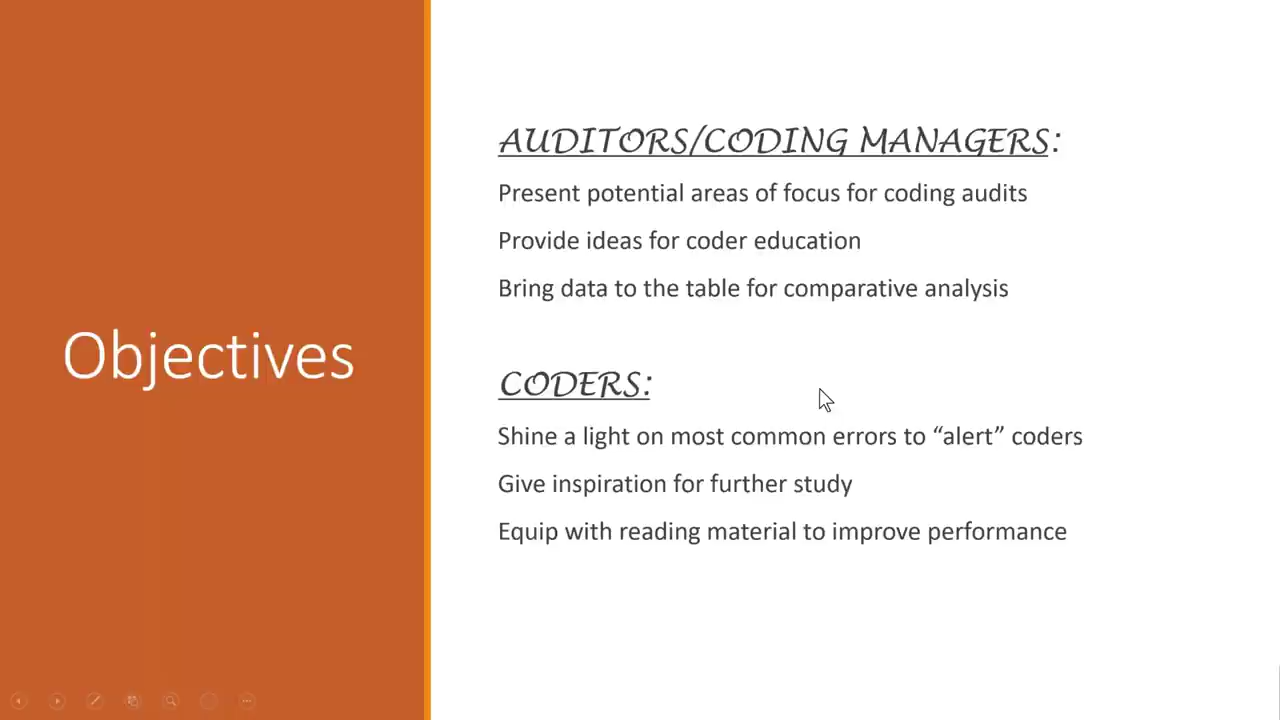 Objectives
AUDITORS/CODING MANAGERS:
Present potential areas of focus for coding audits
Provide ideas for coder education
Bring data to the table for comparative analysis
CODERS:
Shine a light on most common errors to “alert” coders
Give inspiration for further study
Equip with reading material to improve performance